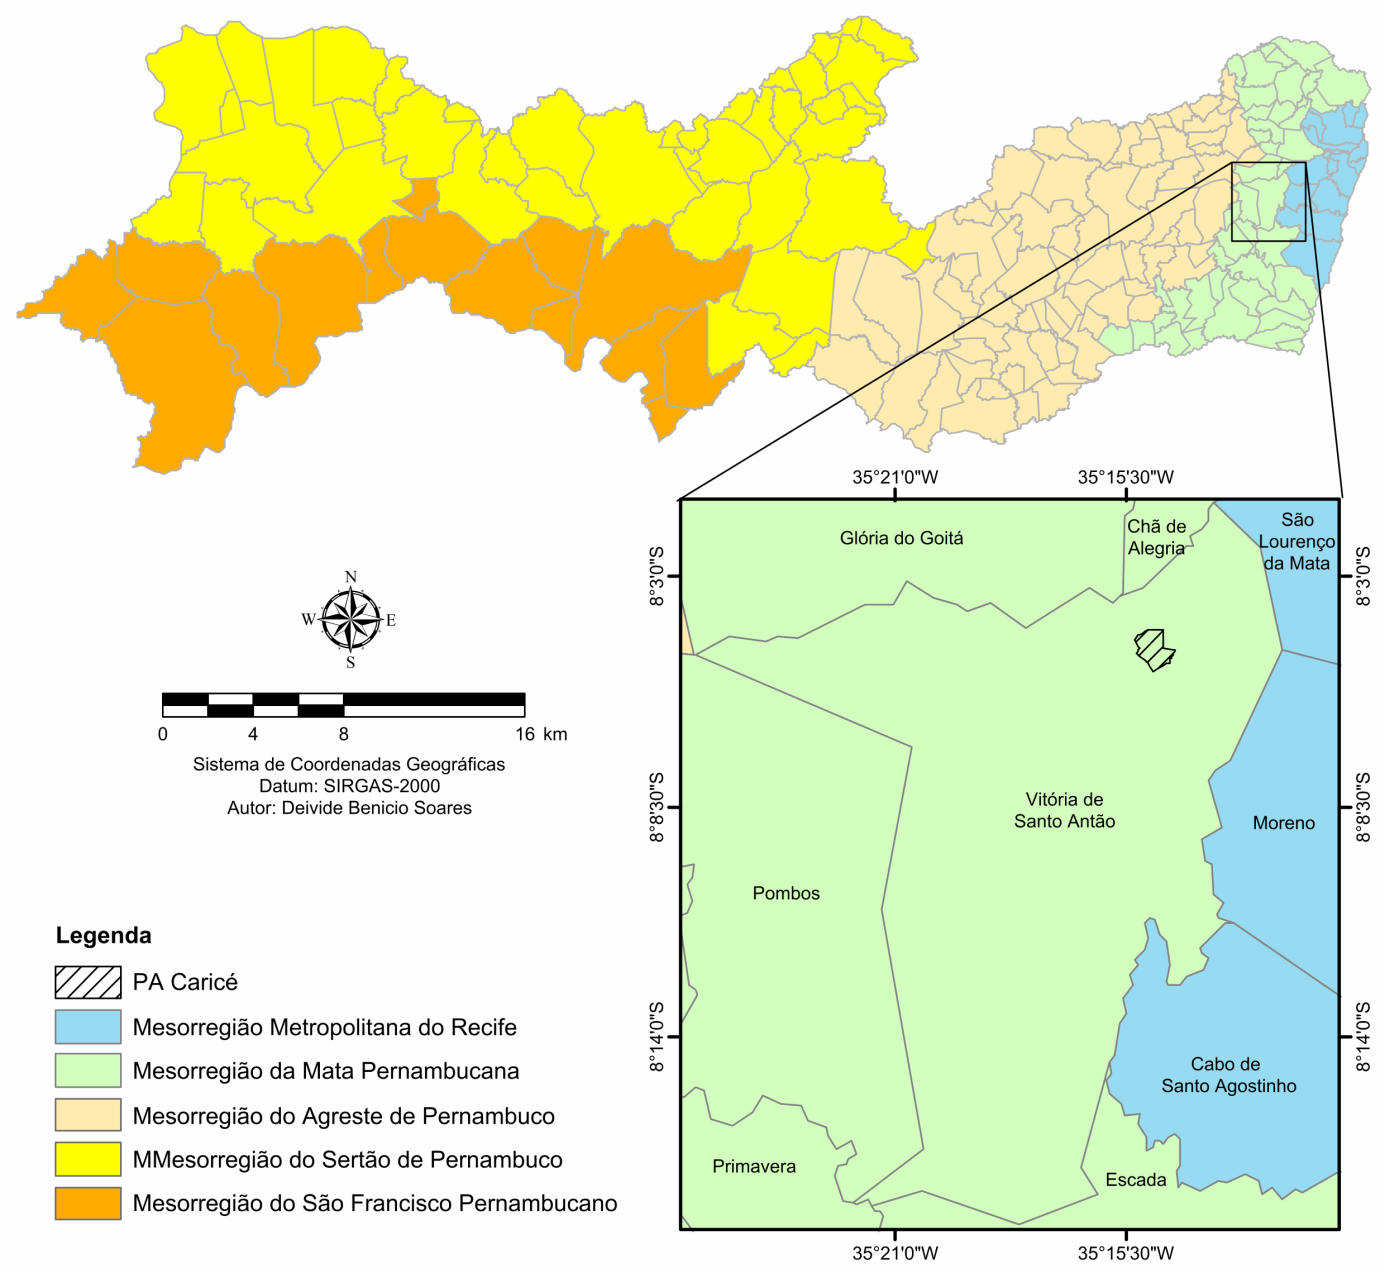 35°21'0"W
35°15'30"W
Glória do Goitá
Chã de
Alegria
São
Lourenço
da Mata
8°3'0"S
8°3'0"S
N
W
E
S
0
4
8
16 km
Sistema de Coordenadas Geográficas
Datum: SIRGAS-2000
Autor: Deivide Benicio Soares
8°8'30"S
8°8'30"S
Vitória de
Santo Antão
Moreno
Pombos
8°14'0"S
8°14'0"S
Cabo de
Santo Agostinho
Primavera
Escada
35°21'0"W
35°15'30"W
Legenda
PA Caricé
Mesorregião Metropolitana do Recife
Mesorregião da Mata Pernambucana
Mesorregião do Agreste de Pernambuco
MMesorregião do Sertão de Pernambuco
Mesorregião do São Francisco Pernambucano